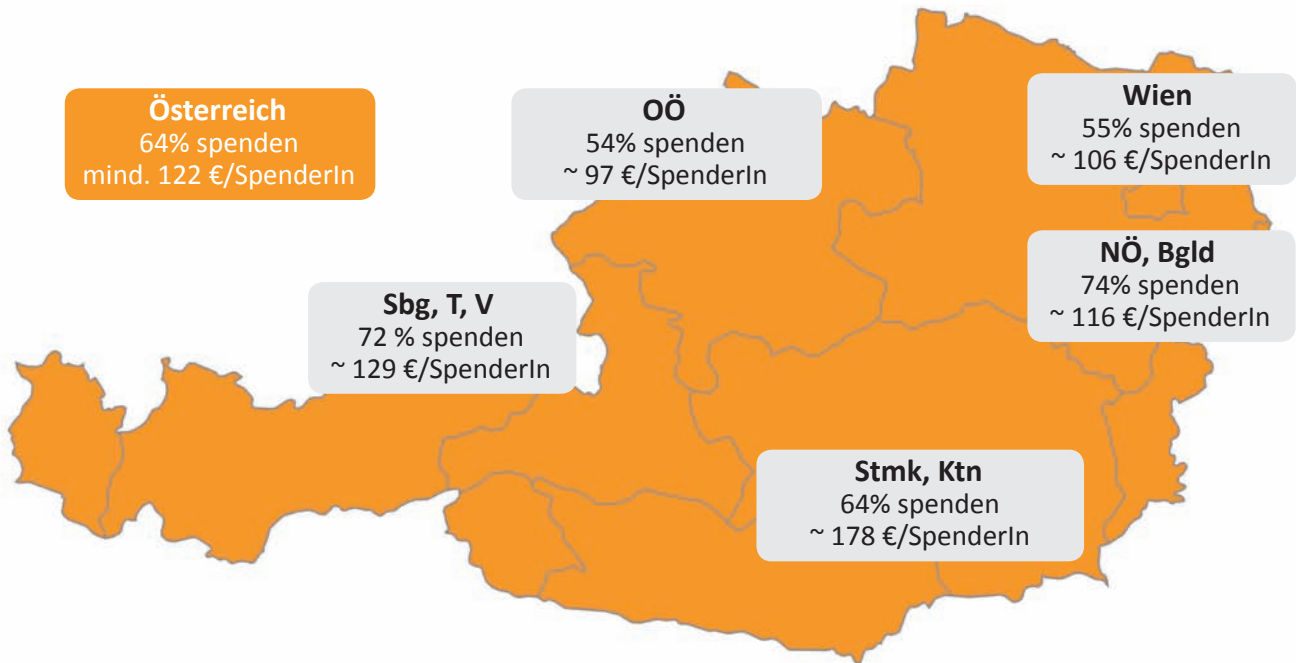 Österreich
64% spenden
mind. 122 €/SpenderIn
OÖ
54% spenden
~ 97 €/SpenderIn
Wien
55% spenden
~ 106 €/SpenderIn
NÖ, Bgld
74% spenden
~ 116 €/SpenderIn
Sbg, T, V
72 % spenden
~ 129 €/SpenderIn
Stmk, Ktn
64% spenden
~ 178 €/SpenderIn